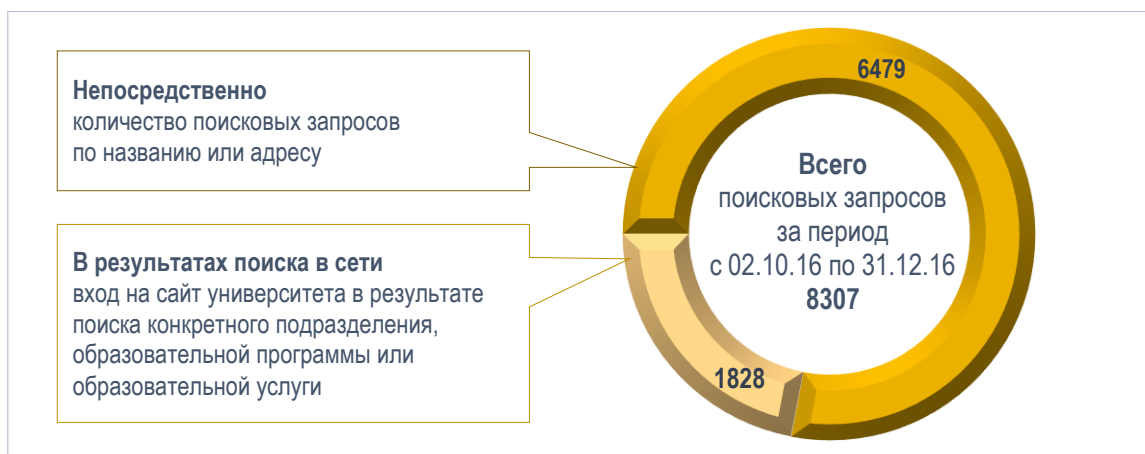 Непосредственно
количество поисковых запросов
по названию или адресу
В результатах поиска в сети
вход на сайт университета в результате
поиска конкретного подразделения,
образовательной программы или
образовательной услуги
6479
Всего
поисковых запросов
за период
с 02.10.16 по 31.12.16
8307
1828